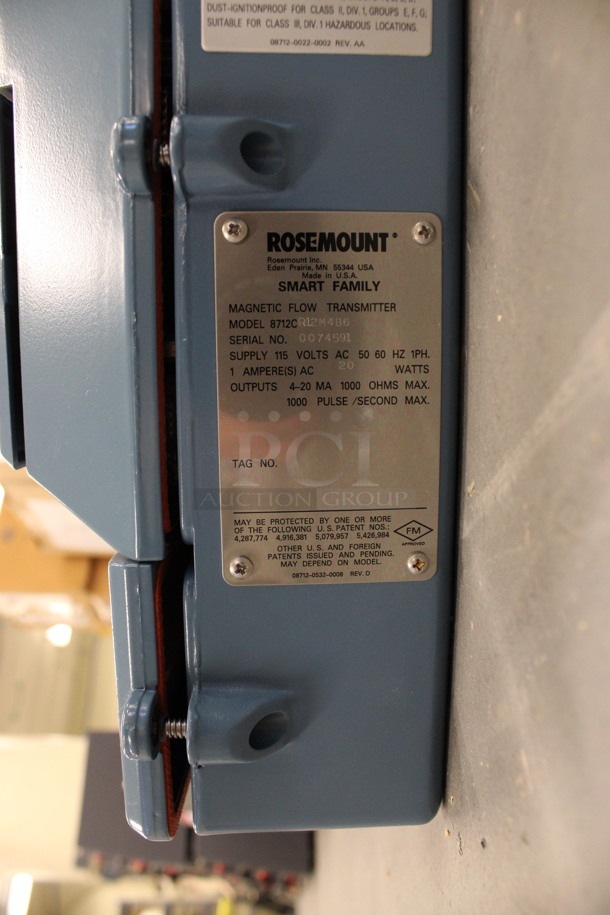 DUST-IGNITIONPROOF FOR CLASS II, DIV. 1, GROUPS E, F, G;
SUITABLE FOR CLASS III, DIV. 1 HAZARDOUS LOCATIONS.
08712-0022-0002 REV. AA
ROSEMOUNT®
Rosemount Inc.
Eden Prairie, MN 55344 USA
Made in U.S.A.
SMART FAMILY
MAGNETIC FLOW TRANSMITTER
MODEL 8712C R12M4B6
SERIAL NO. 0074591
SUPPLY 115 VOLTS AC 50 60 HZ 1PH.
1 AMPERE(S) AC 20 WATTS
OUTPUTS 4-20 MA 1000 OHMS MAX.
1000 PULSE/SECOND MAX.
PCI
TAG NO.
AUCTION GROUP
MAY BE PROTECTED BY ONE OR MORE
OF THE FOLLOWING U.S. PATENT NOS.:
4,287,774 4,916,381 5,079,957 5,426,984
FM
APPROVED
OTHER U.S. AND FOREIGN
PATENTS ISSUED AND PENDING.
MAY DEPEND ON MODEL.
08712-0532-0008 REV. D